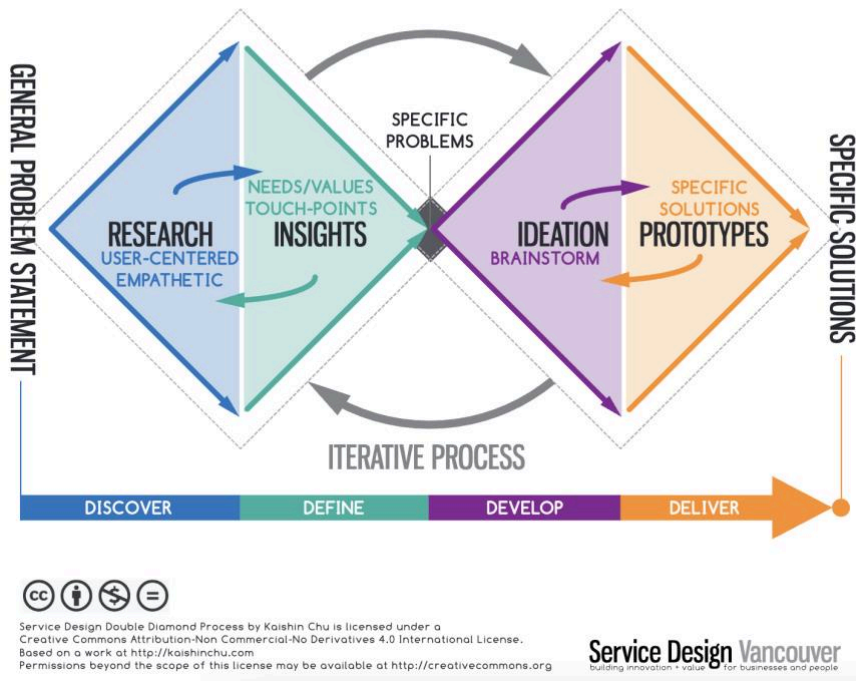 GENERAL PROBLEM STATEMENT
SPECIFIC
PROBLEMS
NEEDS/VALUES
TOUCH-POINTS
RESEARCH
USER-CENTERED
EMPATHETIC
INSIGHTS
IDEATION
BRAINSTORM
SPECIFIC
SOLUTIONS
PROTOTYPES
SPECIFIC SOLUTIONS
ITERATIVE PROCESS
DISCOVER
DEFINE
DEVELOP
DELIVER
cc
Service Design Double Diamond Process by Kaishin Chu is licensed under a
Creative Commons Attribution-Non Commercial-No Derivatives 4.0 International License.
Based on a work at http://kaishinchu.com
Permissions beyond the scope of this license may be available at http://creativecommons.org
Service Design Vancouver
building innovation + value for businesses and people